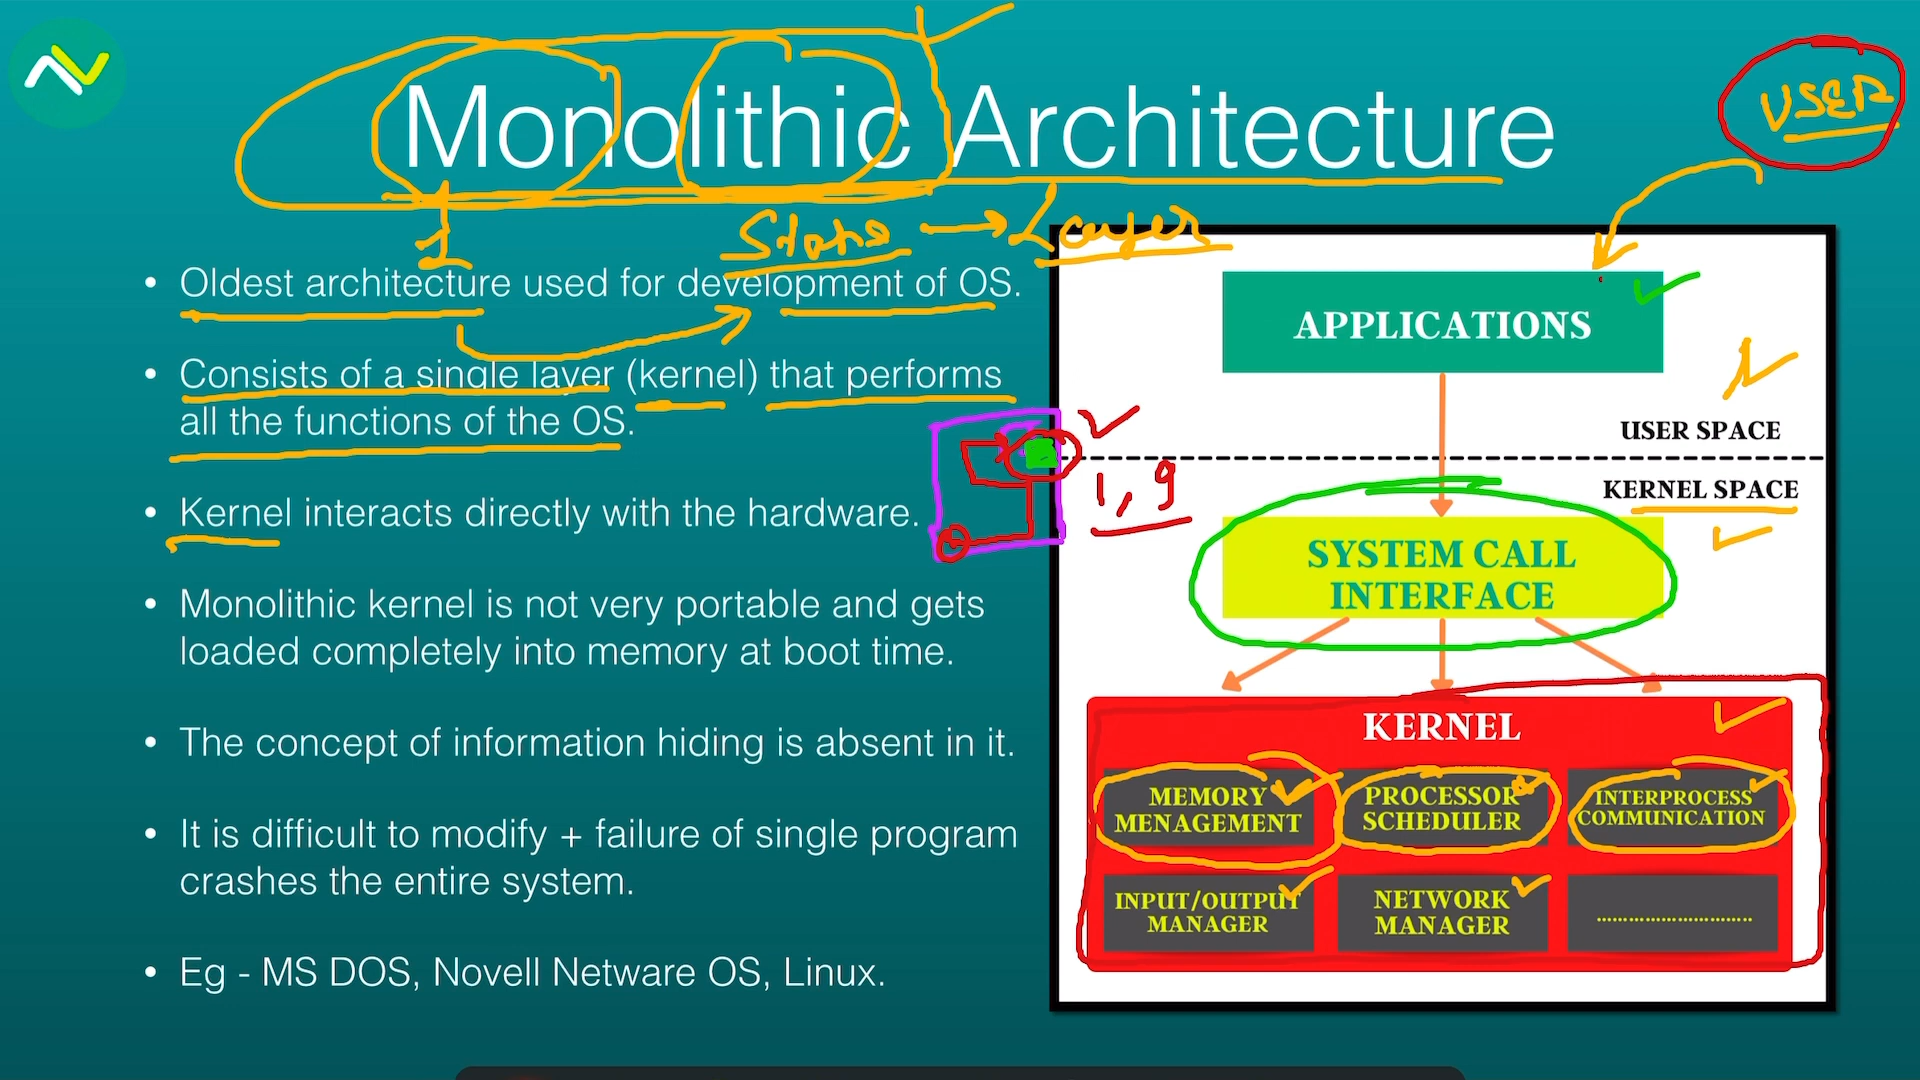 Monolithic Architecture
USER
1
Layer
• Oldest architecture used for development of OS.
• Consists of a single layer (kernel) that performs
all the functions of the OS.
• Kernel interacts directly with the hardware.
• Monolithic kernel is not very portable and gets
loaded completely into memory at boot time.
• The concept of information hiding is absent in it.
• It is difficult to modify + failure of single program
crashes the entire system.
• Eg - MS DOS, Novell Netware OS, Linux.
APPLICATIONS
USER SPACE
1, 9
KERNEL SPACE
SYSTEM CALL
INTERFACE
KERNEL
MEMORY
MENAGEMENT
PROCESSOR
SCHEDULER
INTERPROCESS
COMMUNICATION
INPUT/OUTPUT
MANAGER
NETWORK
MANAGER
..............................